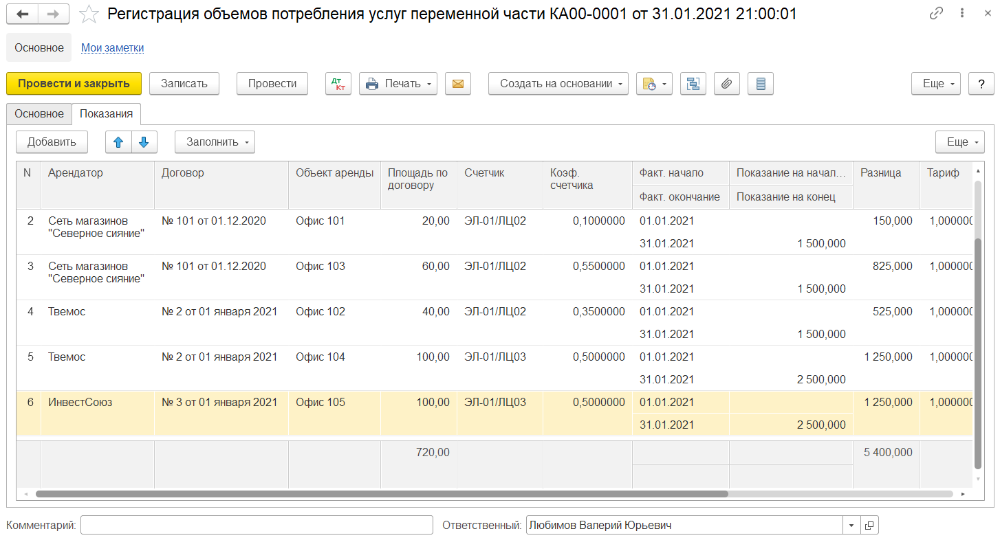 Регистрация объемов потребления услуг переменной части КА00-0001 от 31.01.2021 21:00:01
Основное Мои заметки
Провести и закрыть Записать Провести Дт Кт Печать Создать на основании Еще ?
Основное Показания
Добавить Заполнить Еще
N Арендатор Договор Объект аренды Площадь по договору Счетчик Коэф. счетчика Факт. начало Показание на начал... Разница Тариф
Факт. окончание Показание на конец
2 Сеть магазинов "Северное сияние" № 101 от 01.12.2020 Офис 101 20,00 ЭЛ-01/ЛЦ02 0,1000000 01.01.2021 150,000 1,000000
31.01.2021 1 500,000
3 Сеть магазинов "Северное сияние" № 101 от 01.12.2020 Офис 103 60,00 ЭЛ-01/ЛЦ02 0,5500000 01.01.2021 825,000 1,000000
31.01.2021 1 500,000
4 Твемос № 2 от 01 января 2021 Офис 102 40,00 ЭЛ-01/ЛЦ02 0,3500000 01.01.2021 525,000 1,000000
31.01.2021 1 500,000
5 Твемос № 2 от 01 января 2021 Офис 104 100,00 ЭЛ-01/ЛЦ03 0,5000000 01.01.2021 1 250,000 1,000000
31.01.2021 2 500,000
6 ИнвестСоюз № 3 от 01 января 2021 Офис 105 100,00 ЭЛ-01/ЛЦ03 0,5000000 01.01.2021 1 250,000 1,000000
31.01.2021 2 500,000
720,00 5 400,000
Комментарий: Ответственный: Любимов Валерий Юрьевич